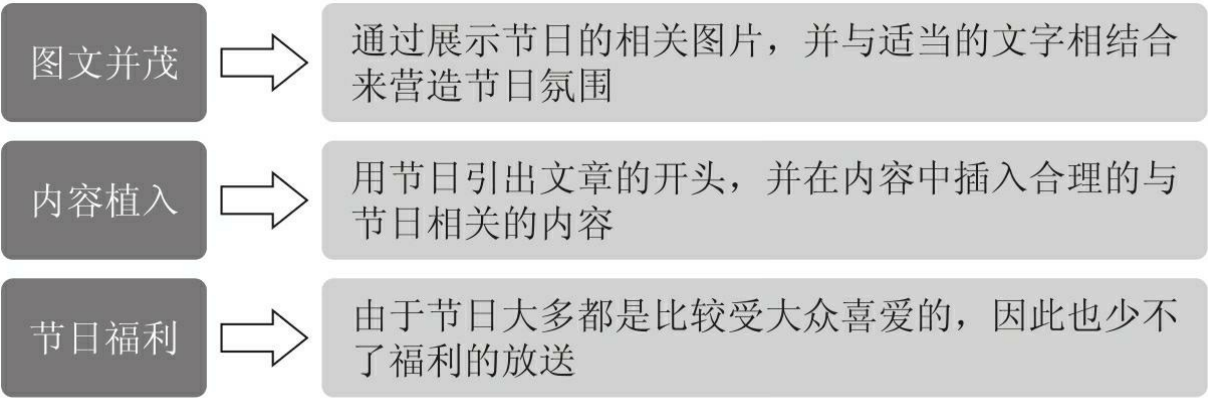 图文并茂
通过展示节日的相关图片，并与适当的文字相结合
来营造节日氛围
内容植入
用节日引出文章的开头，并在内容中插入合理的与
节日相关的内容
节日福利
由于节日大多都是比较受大众喜爱的，因此也少不
了福利的放送